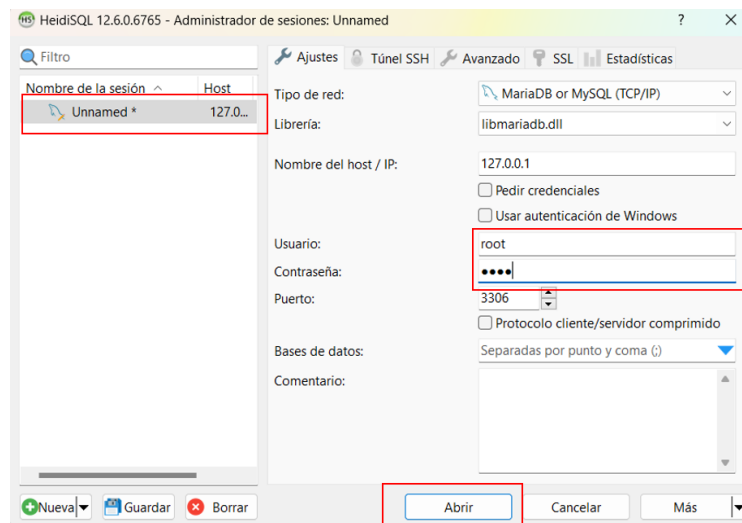 HS HeidiSQL 12.6.0.6765 - Administrador de sesiones: Unnamed ? ×
Filtro
Nombre de la sesión Host
Unnamed * 127.0...
Ajustes Túnel SSH Avanzado SSL Estadísticas
Tipo de red: MariaDB or MySQL (TCP/IP)
Librería: libmariadb.dll
Nombre del host / IP: 127.0.0.1
Pedir credenciales
Usar autenticación de Windows
Usuario: root
Contraseña: ••••
Puerto: 3306
Protocolo cliente/servidor comprimido
Bases de datos: Separadas por punto y coma (;)
Comentario:
Nueva Guardar Borrar Abrir Cancelar Más